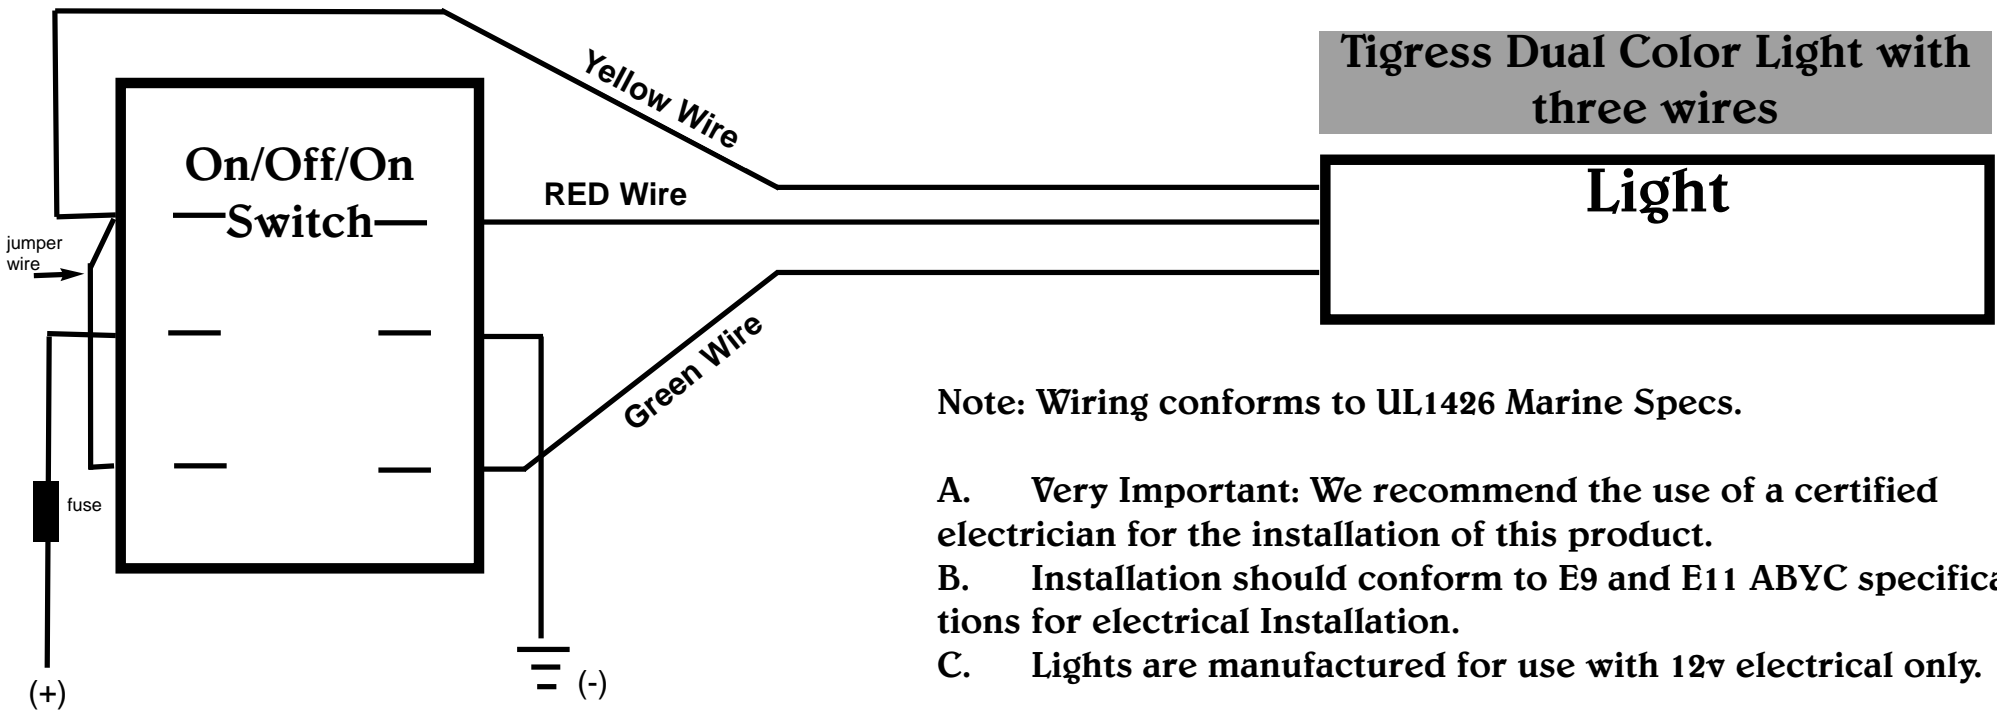 Tigress Dual Color Light with
three wires
Yellow Wire
On/Off/On
Switch
RED Wire
Light
jumper
wire
Green Wire
fuse
(+)
(-)
Note: Wiring conforms to UL1426 Marine Specs.
A. Very Important: We recommend the use of a certified
electrician for the installation of this product.
B. Installation should conform to E9 and E11 ABYC specifica
tions for electrical Installation.
C. Lights are manufactured for use with 12v electrical only.